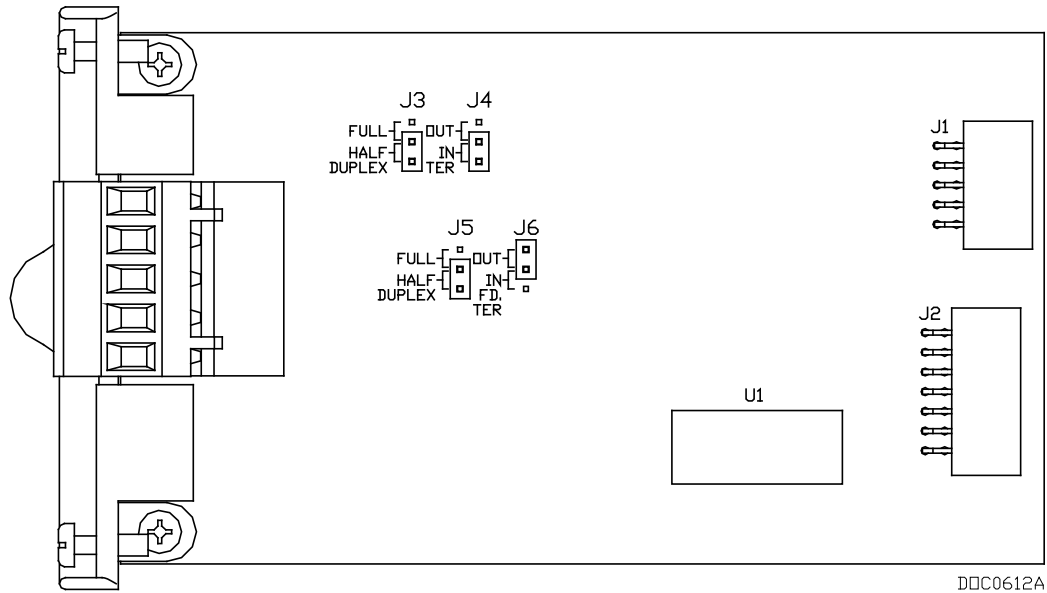 J3 J4
FULL OUT
HALF IN
DUPLEX TER
J1
J5 J6
FULL OUT
HALF IN
DUPLEX FD.
TER
J2
U1
DOC0612A